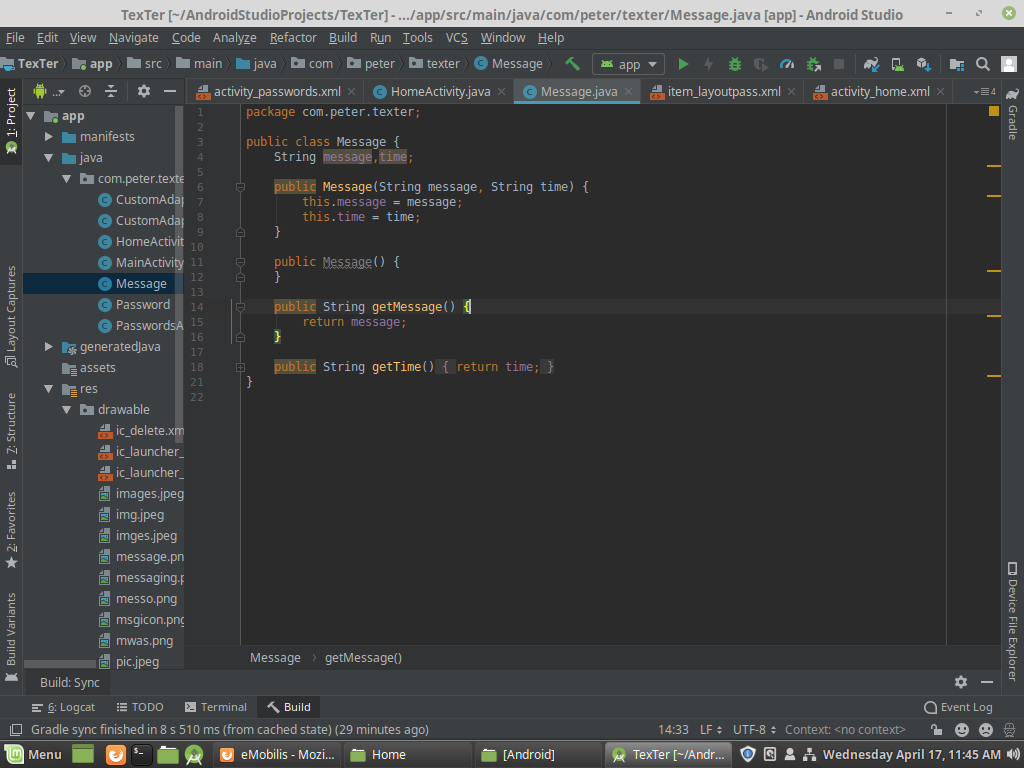 TexTer [~/AndroidStudioProjects/TexTer] - .../app/src/main/java/com/peter/texter/Message.java [app] - Android Studio
File Edit View Navigate Code Analyze Refactor Build Run Tools VCS Window Help
TexTer app src main java com peter texter Message app
activity_passwords.xml HomeActivity.java Message.java item_layoutpass.xml activity_home.xml 4
1: Project
Layout Captures
7: Structure
2: Favorites
Build Variants
app
manifests
java
com.peter.texte
CustomAdap
CustomAdap
HomeActivit
MainActivity
Message
Password
PasswordsA
generatedJava
assets
res
drawable
ic_delete.xm
ic_launcher_
ic_launcher_
images.jpeg
img.jpeg
imges.jpeg
message.pn
messaging.p
messo.png
msgicon.png
mwas.png
pic.jpeg
1 package com.peter.texter;
2
3 public class Message {
4 String message,time;
5
6 public Message(String message, String time) {
7 this.message = message;
8 this.time = time;
9 }
10
11 public Message() {
12 }
13
14 public String getMessage() {
15 return message;
16 }
17
18 public String getTime() { return time; }
21 }
22
Gradle
Device File Explorer
Message getMessage()
Build: Sync
6: Logcat TODO Terminal Build Event Log
Gradle sync finished in 8 s 510 ms (from cached state) (29 minutes ago) 14:33 LF UTF-8 Context: <no context>
Menu eMobilis - Mozi... Home [Android] TexTer [~/Andr... Wednesday April 17, 11:45 AM